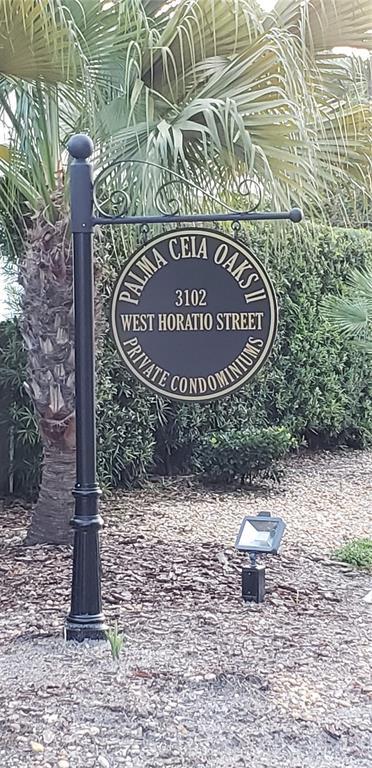 PALMA CEIA OAKS II
3102
WEST HORATIO STREET
PRIVATE CONDOMINIUMS